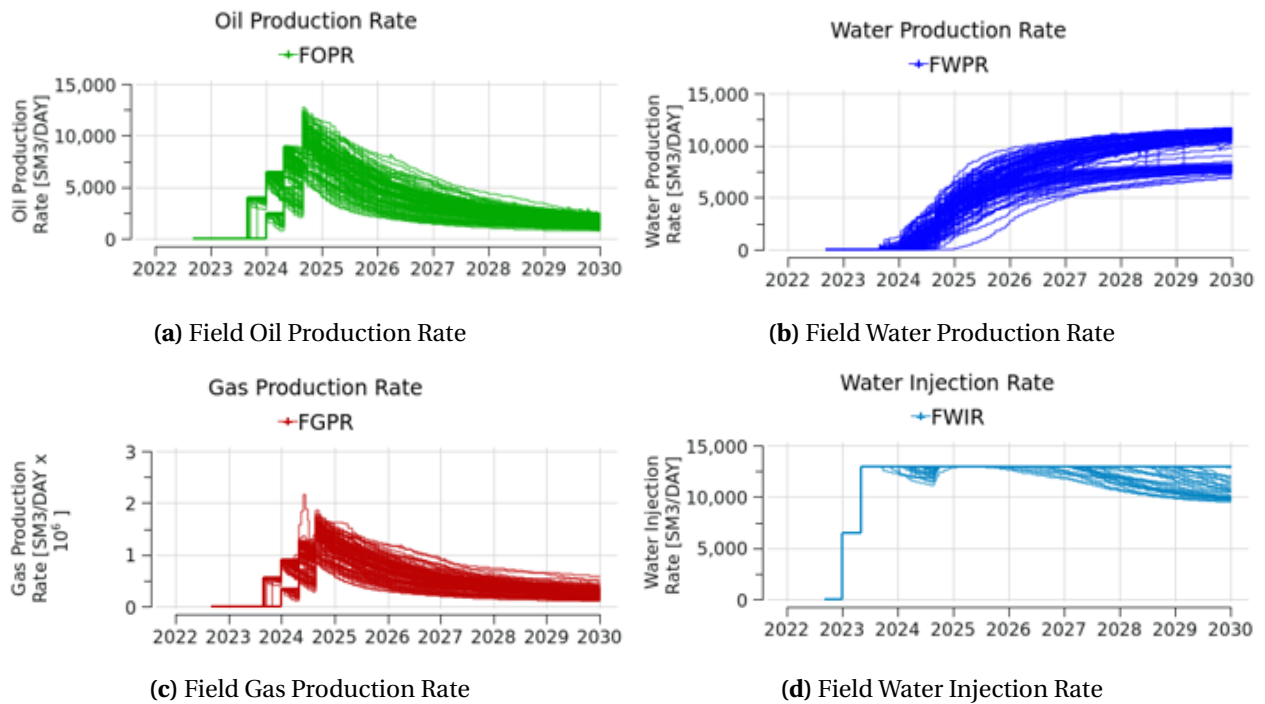 Oil Production Rate
FOPR
Oil Production
Rate [SM3/DAY]
15,000
10,000
5,000
0
2022 2023 2024 2025 2026 2027 2028 2029 2030
(a) Field Oil Production Rate
Water Production Rate
FWPR
Water Production
Rate [SM3/DAY]
15,000
10,000
5,000
0
2022 2023 2024 2025 2026 2027 2028 2029 2030
(b) Field Water Production Rate
Gas Production Rate
FGPR
Gas Production
Rate [SM3/DAY x
10⁶ ]
3
2
1
0
2022 2023 2024 2025 2026 2027 2028 2029 2030
(c) Field Gas Production Rate
Water Injection Rate
FWIR
Water Injection
Rate [SM3/DAY]
15,000
10,000
5,000
0
2022 2023 2024 2025 2026 2027 2028 2029 2030
(d) Field Water Injection Rate